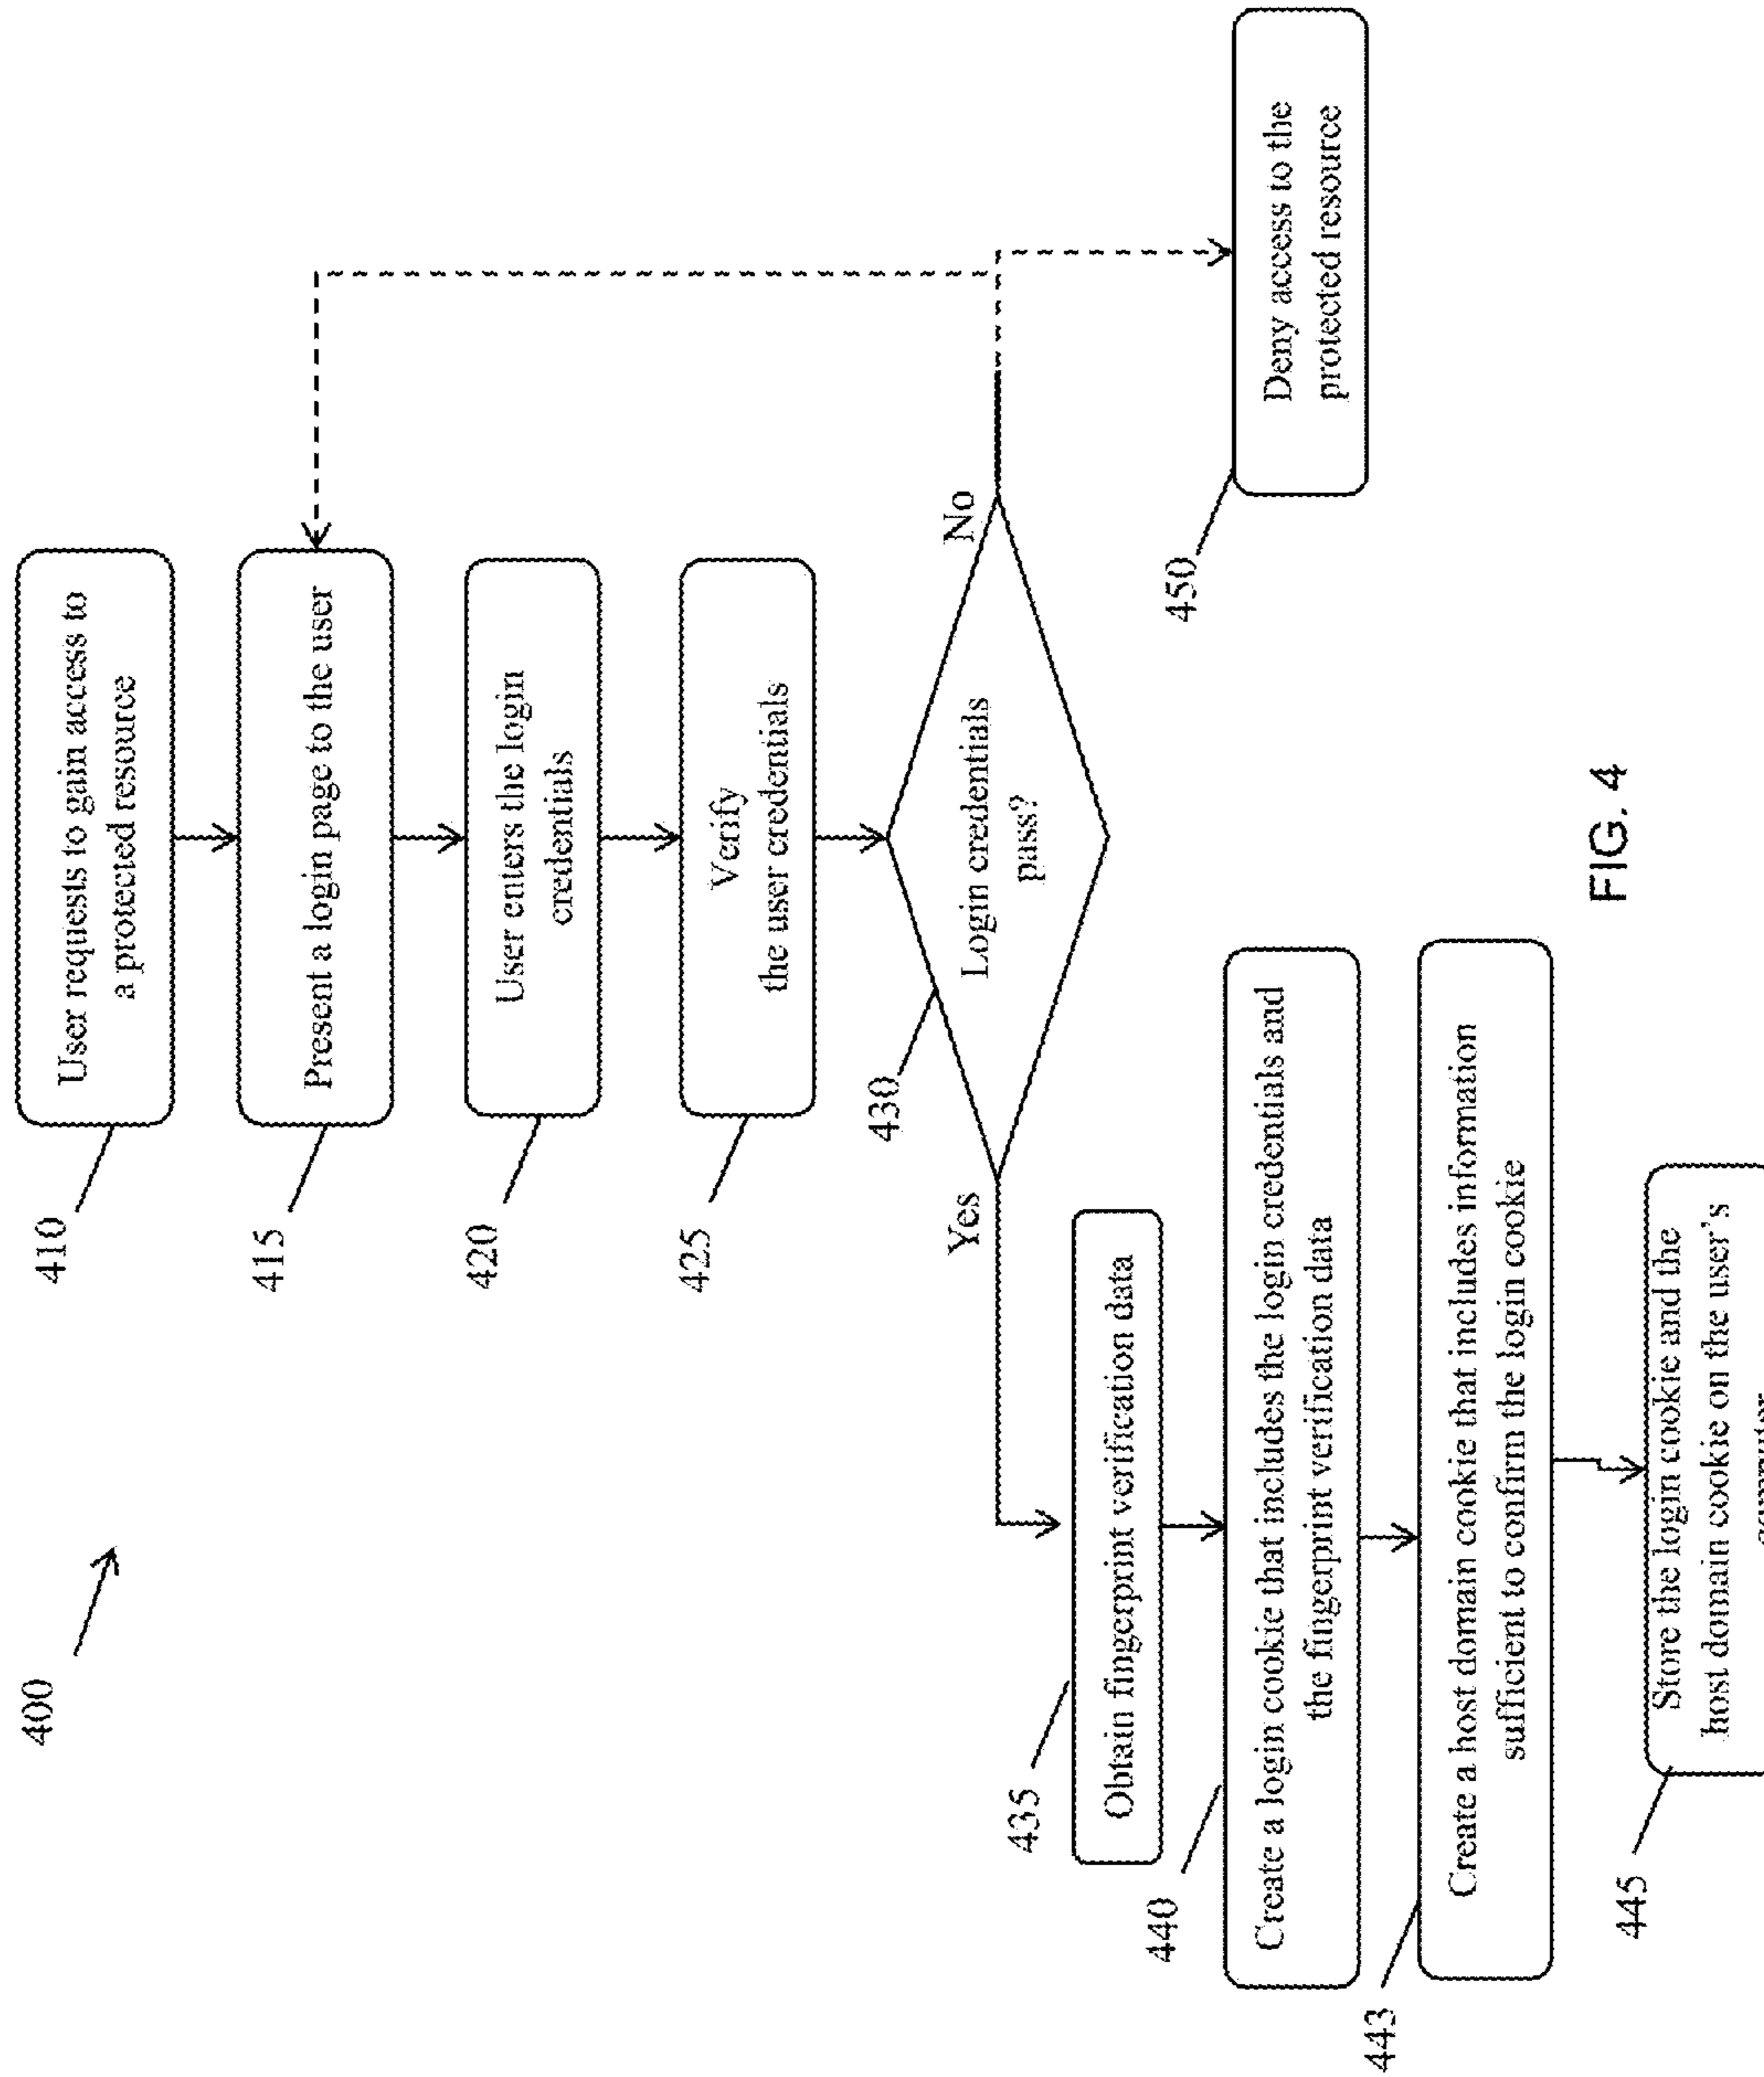 400
410
User requests to gain access to
a protected resource
415
Present a login page to the user
420
User enters the login
credentials
425
Verify
the user credentials
430
Login credentials
pass?
Yes
No
435
Obtain fingerprint verification data
440
Create a login cookie that includes the login credentials and
the fingerprint verification data
443
Create a host domain cookie that includes information
sufficient to confirm the login cookie
445
Store the login cookie and the
host domain cookie on the user's
450
Deny access to the
protected resource
FIG. 4